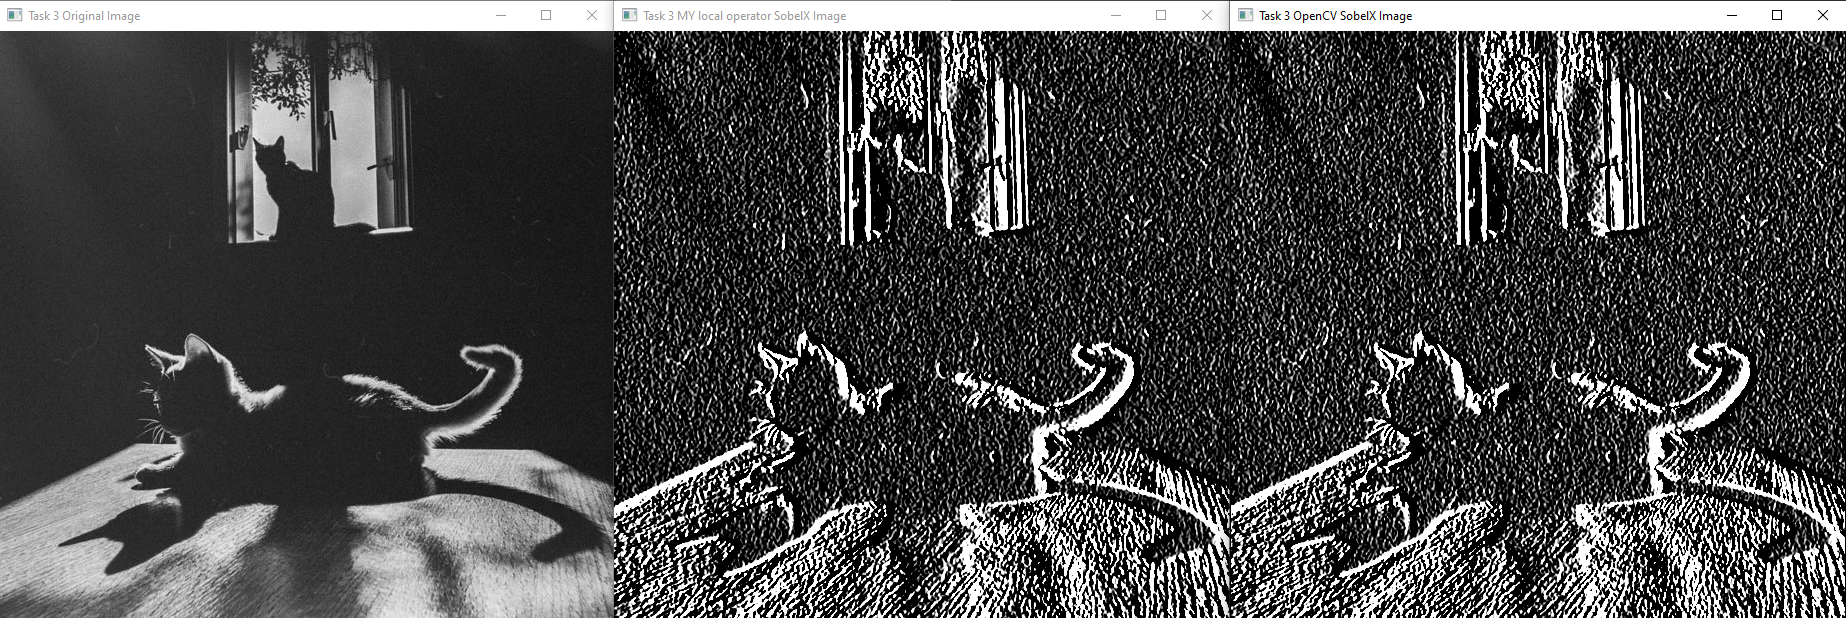 Task 3 Original Image
Task 3 MY local operator SobelX Image
Task 3 OpenCV SobelX Image